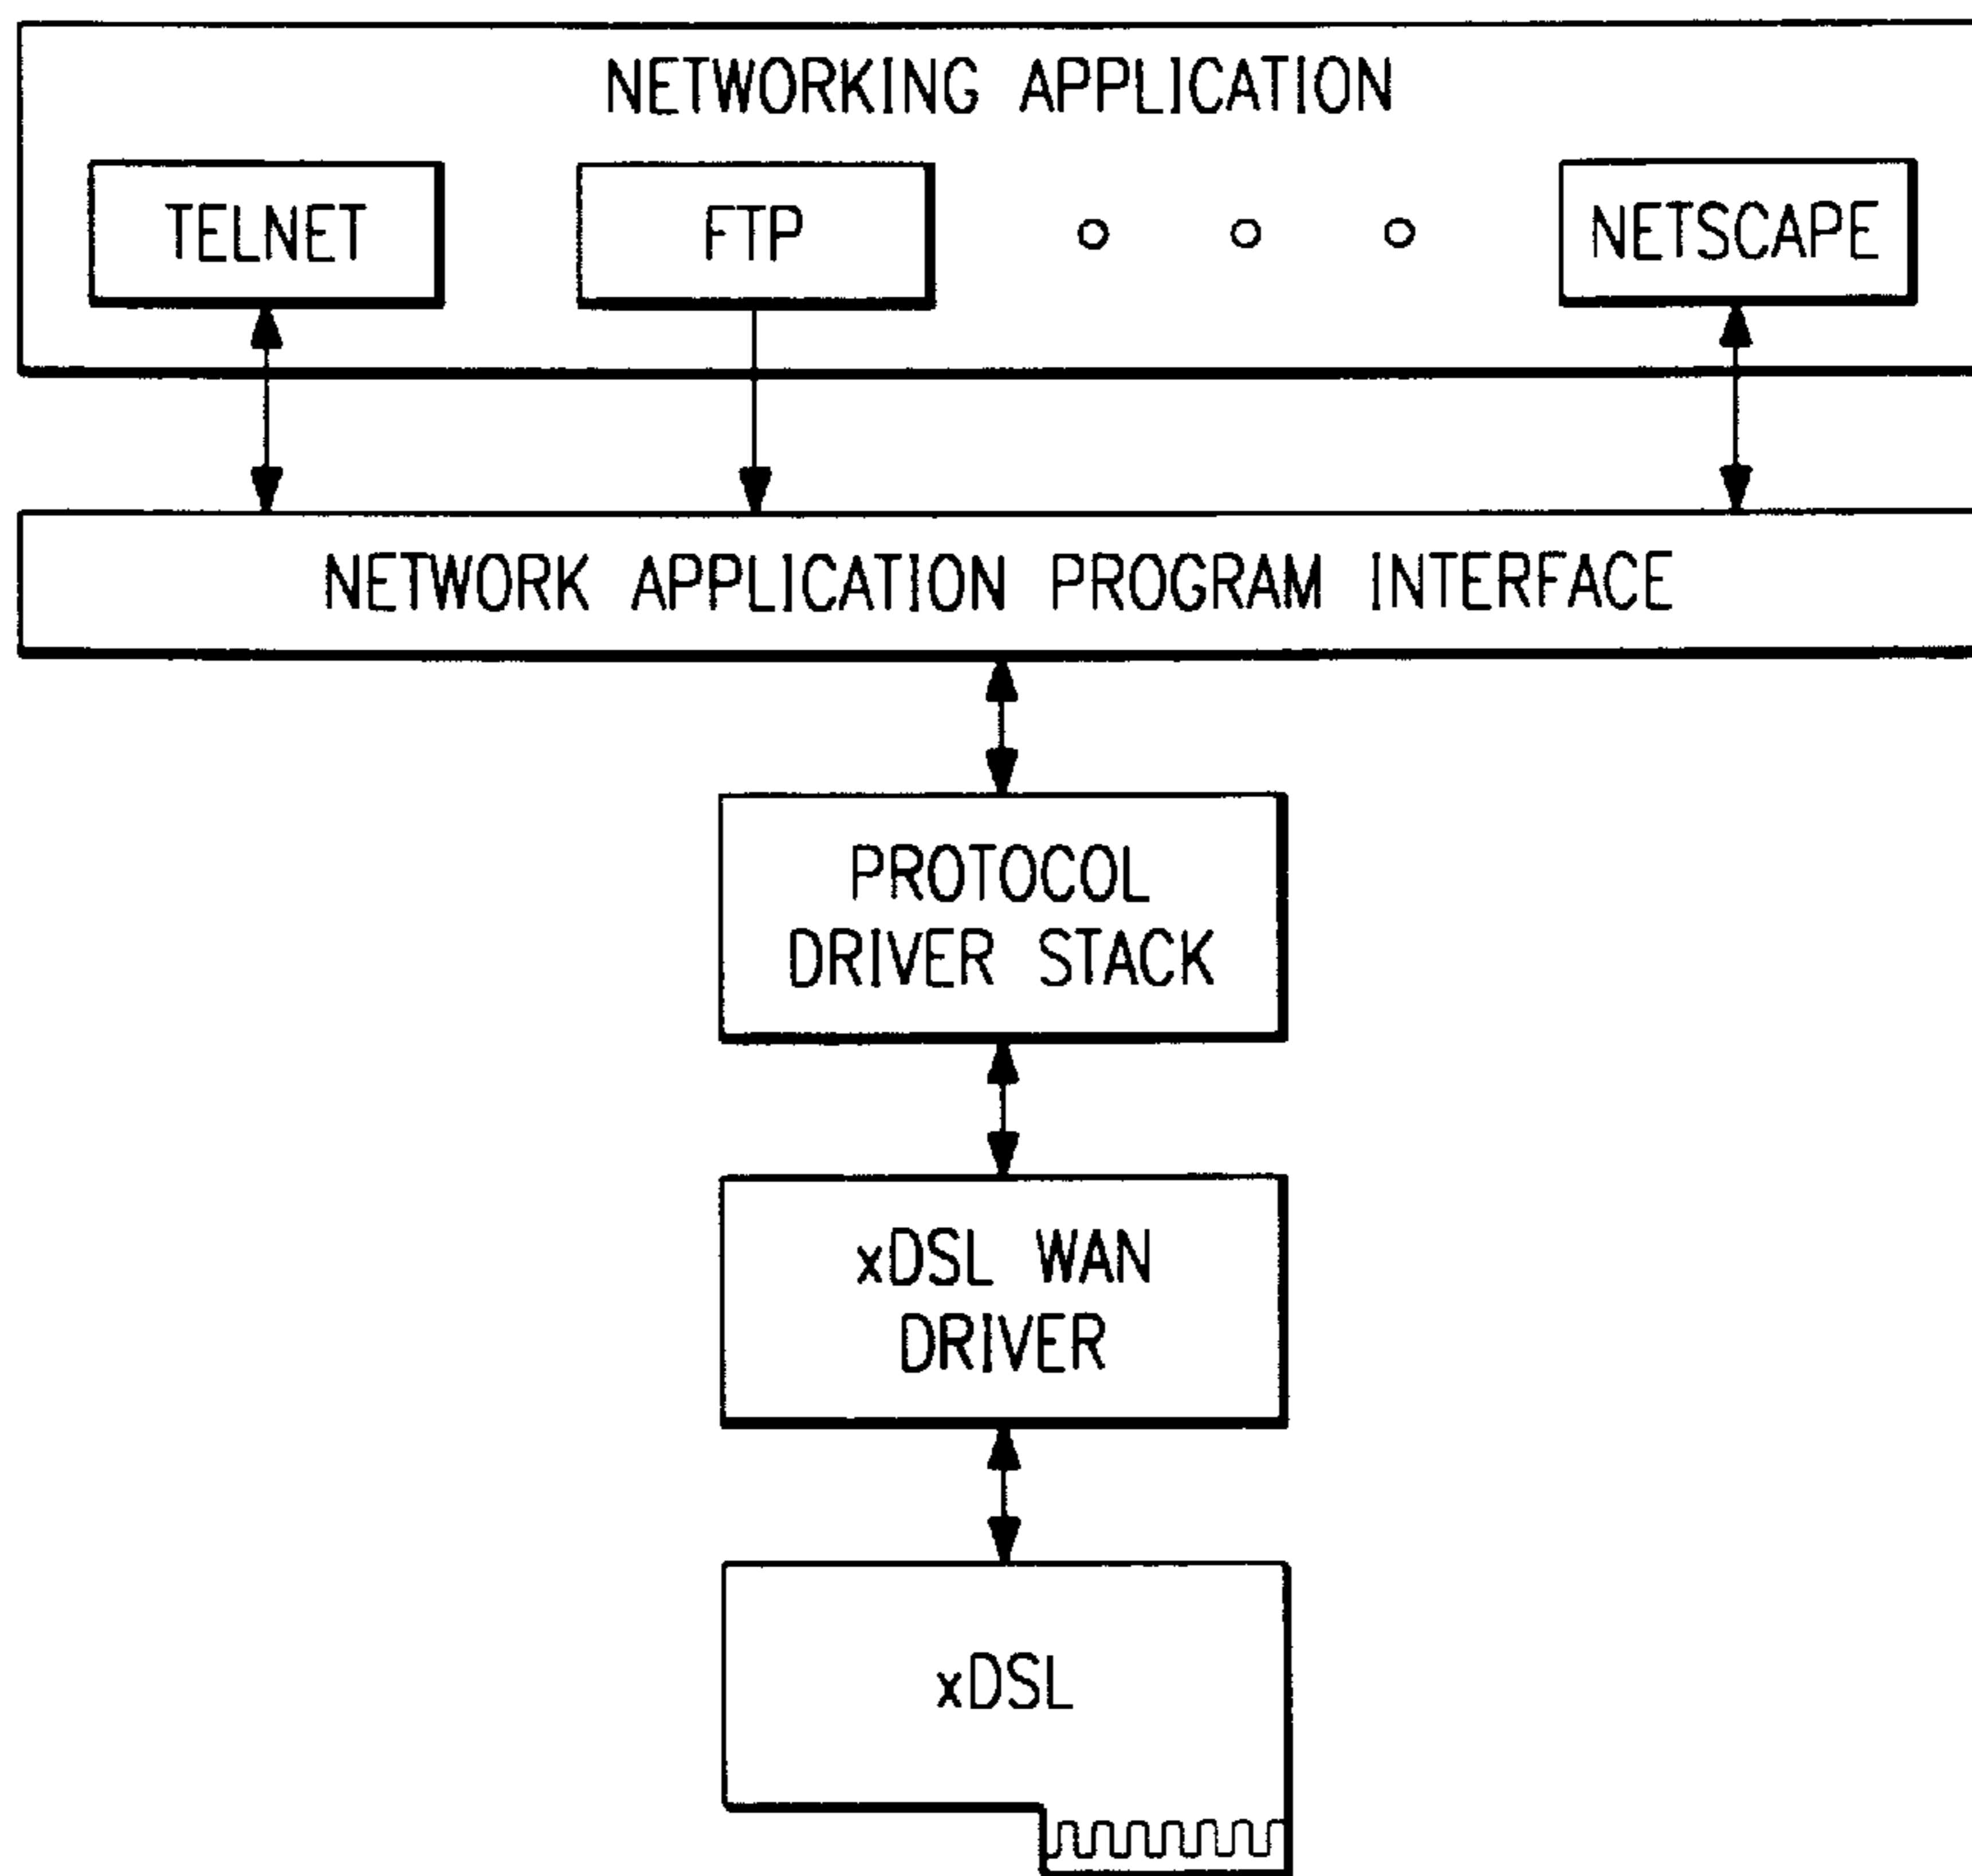 NETWORKING APPLICATION
TELNET
FTP
NETSCAPE
NETWORK APPLICATION PROGRAM INTERFACE
PROTOCOL
DRIVER STACK
xDSL WAN
DRIVER
xDSL